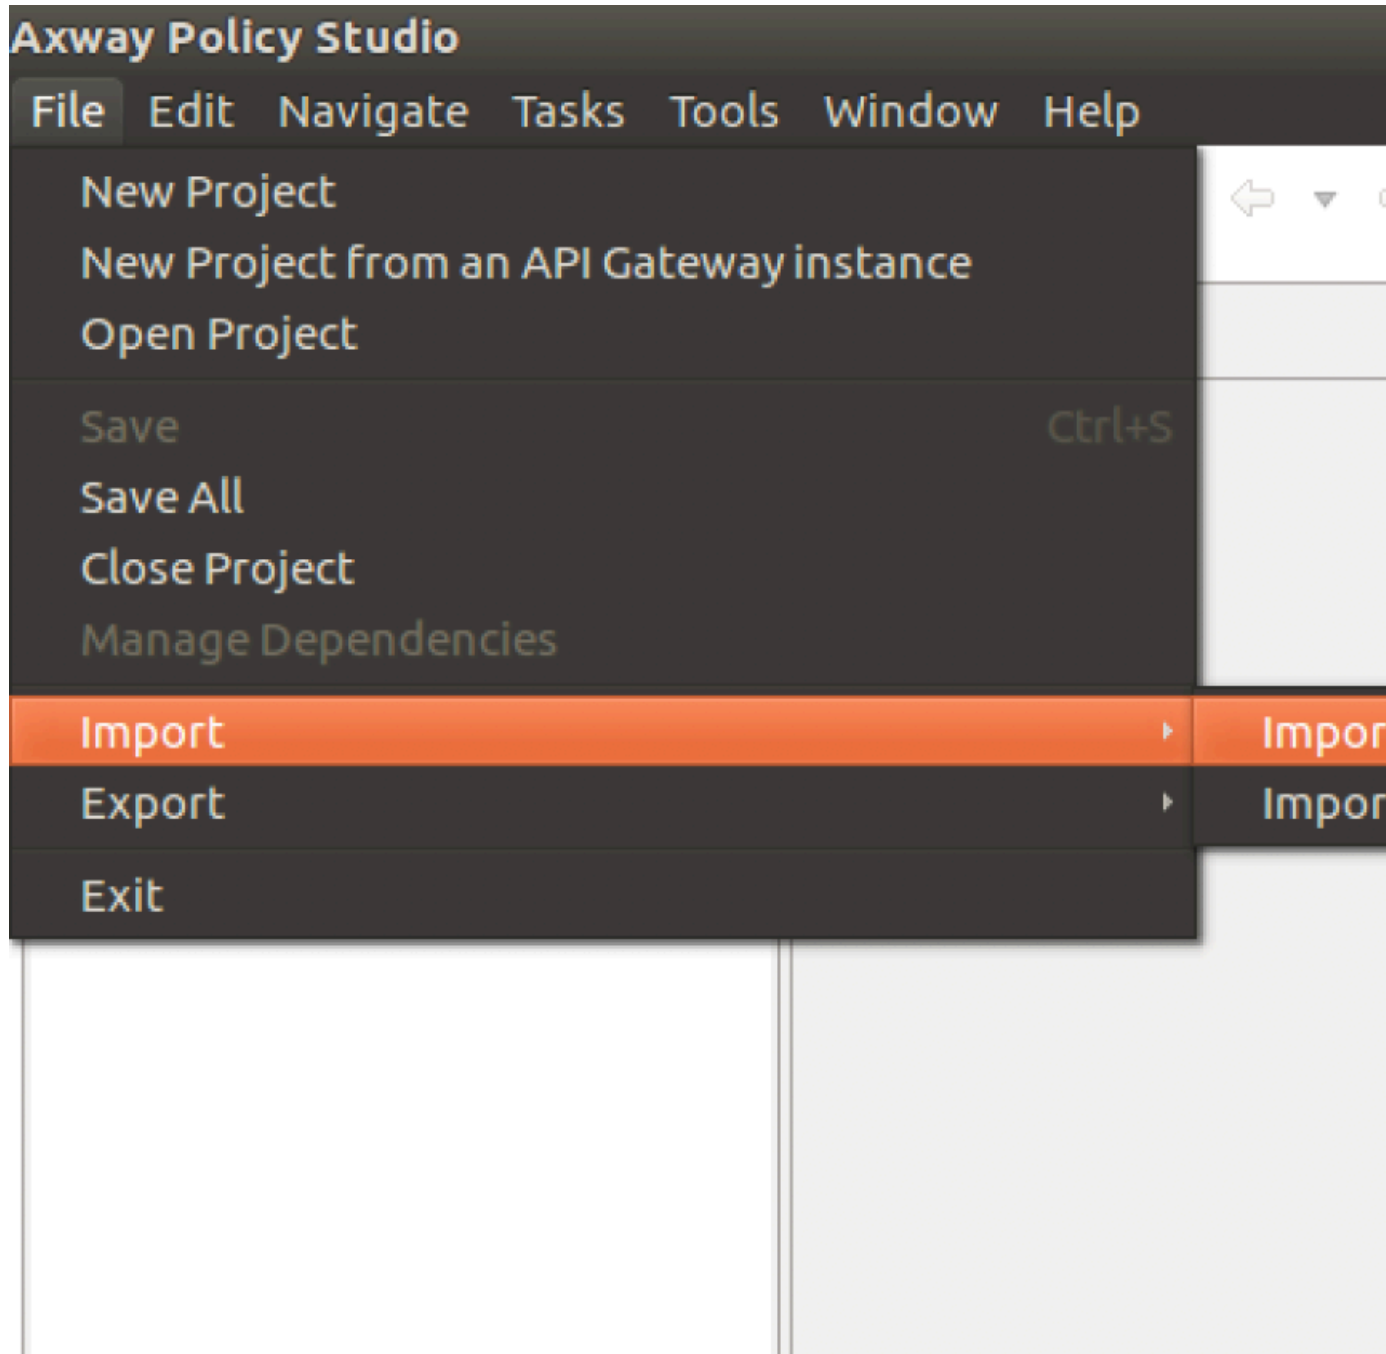 Axway Policy Studio
File Edit Navigate Tasks Tools Window Help
New Project
New Project from an API Gateway instance
Open Project
Save Ctrl+S
Save All
Close Project
Manage Dependencies
Import
Export
Exit